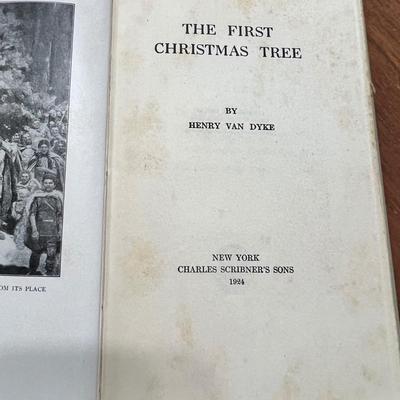 OM ITS PLACE
THE FIRST
CHRISTMAS TREE
BY
HENRY VAN DYKE
NEW YORK
CHARLES SCRIBNER'S SONS
1924